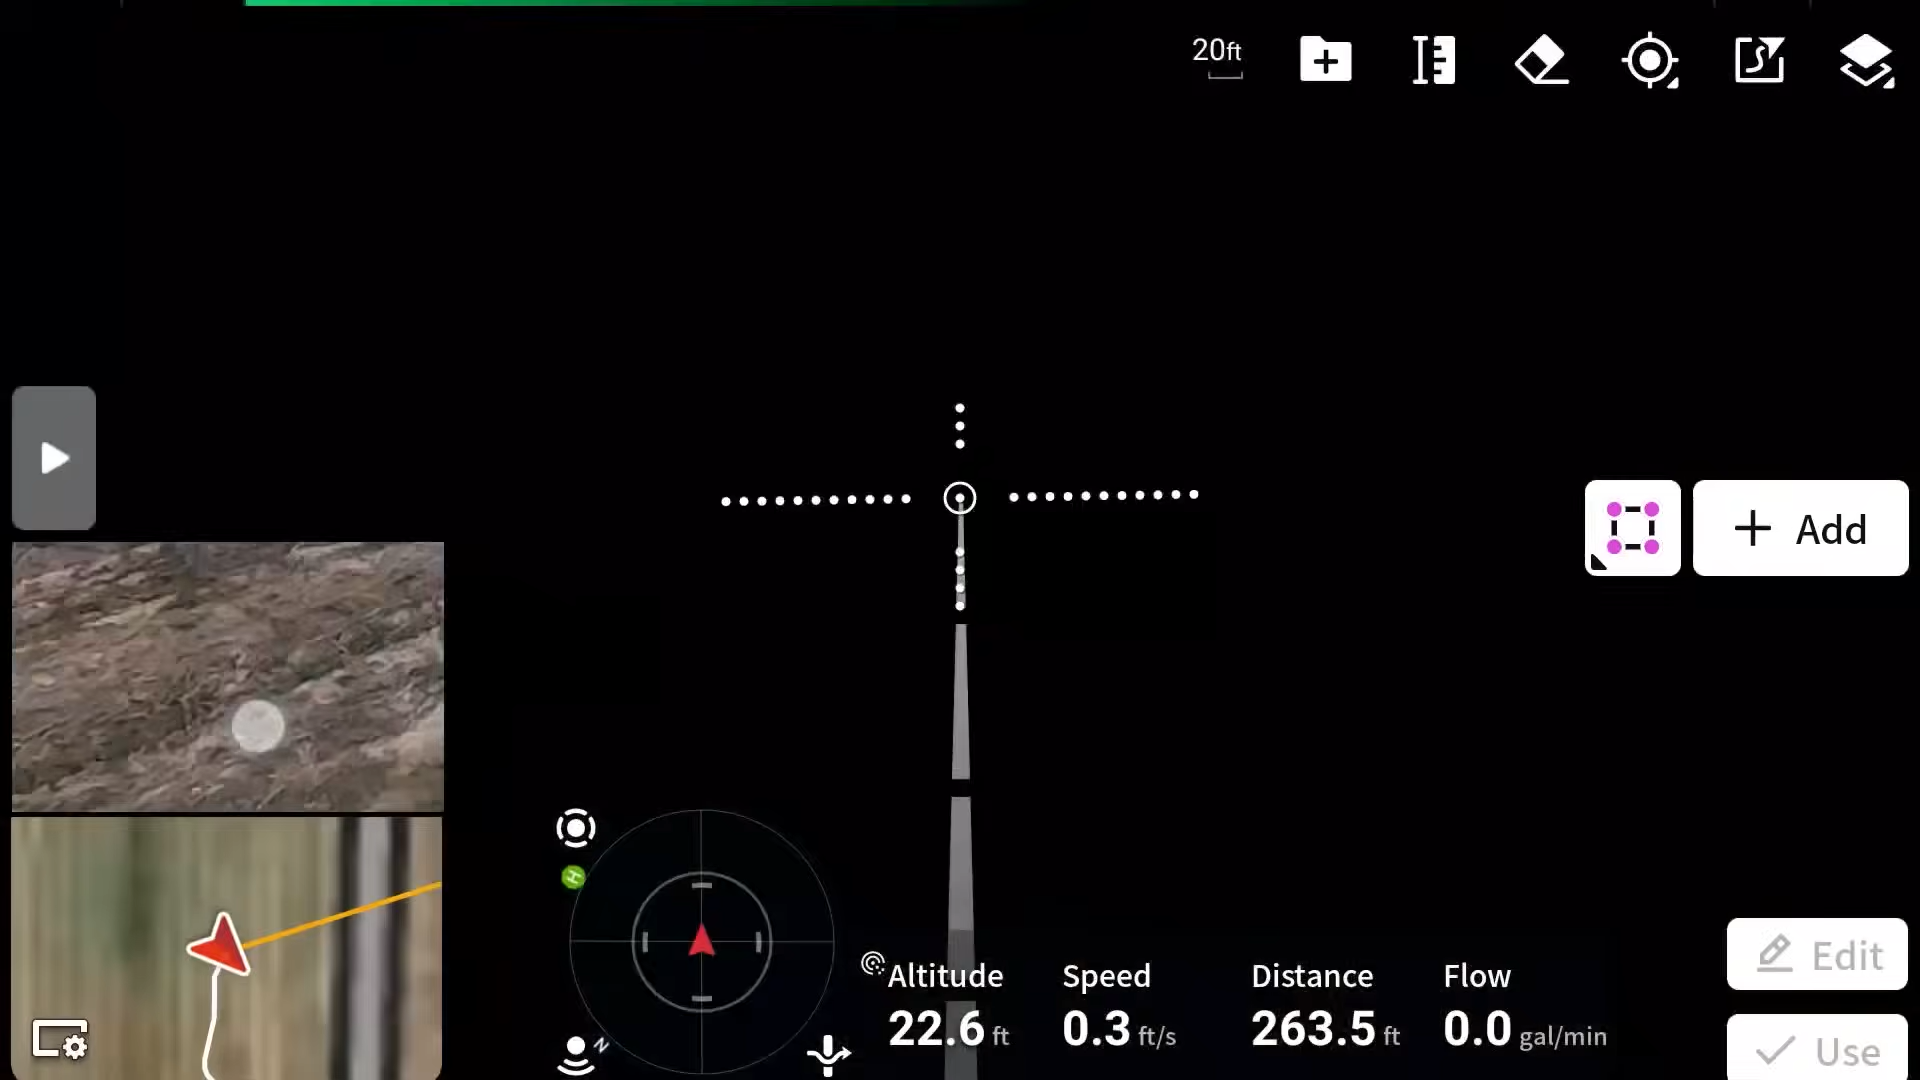 20ft
+ Add
Altitude Speed Distance Flow
22.6 ft 0.3 ft/s 263.5 ft 0.0 gal/min
H
N
Edit
Use